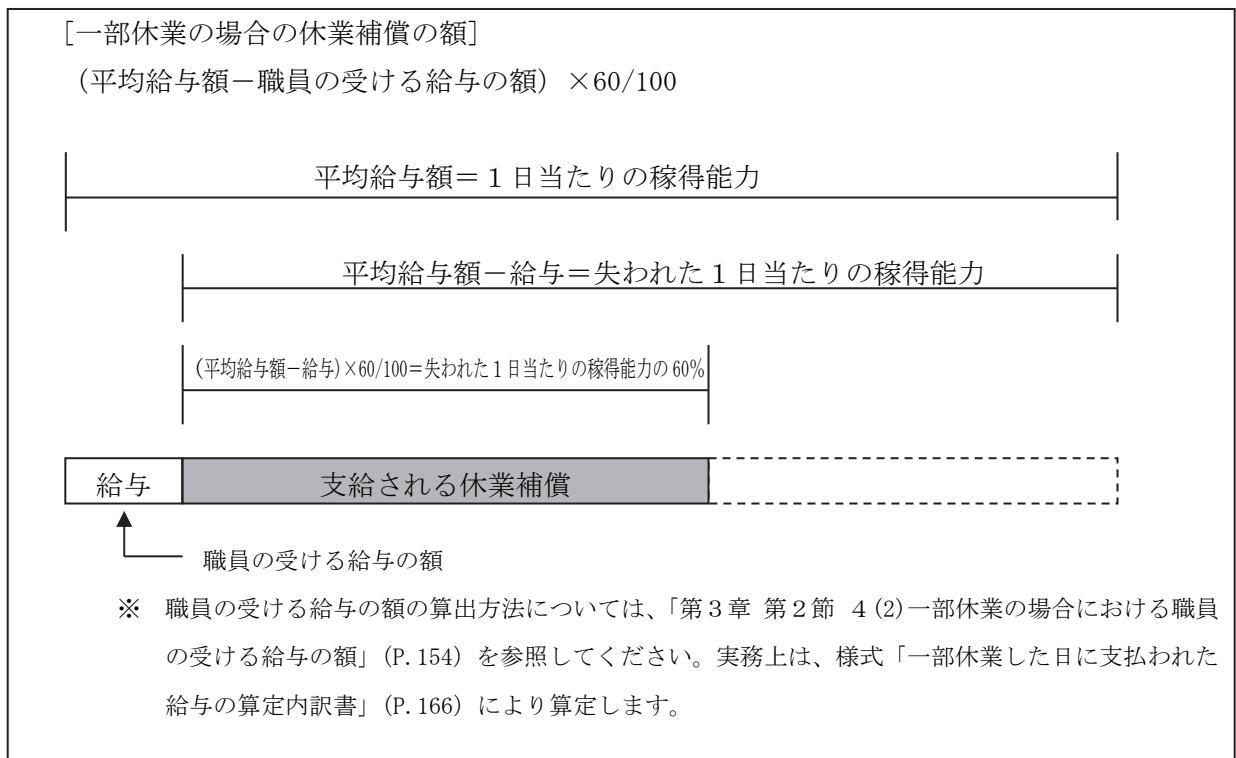 [一部休業の場合の休業補償の額]
(平均給与額－職員の受ける給与の額)×60/100
平均給与額＝１日当たりの稼得能力
平均給与額－給与＝失われた１日当たりの稼得能力
(平均給与額－給与)×60/100＝失われた１日当たりの稼得能力の60％
給与
支給される休業補償
職員の受ける給与の額
※ 職員の受ける給与の額の算出方法については、「第３章 第２節 ４(2)一部休業の場合における職員
の受ける給与の額」(P.154)を参照してください。実務上は、様式「一部休業した日に支払われた
給与の算定内訳書」(P.166)により算定します。